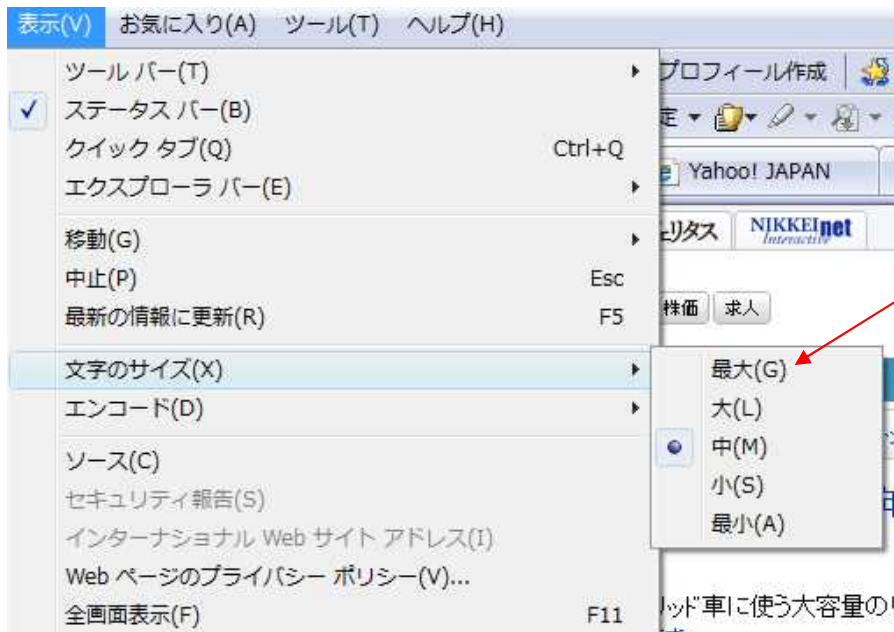 表示(V) お気に入り(A) ツール(T) ヘルプ(H)
ツール バー(T)
プロフィール作成
ステータス バー(B)
クイック タブ(Q) Ctrl+Q
Yahoo! JAPAN
エクスプローラ バー(E)
NIKKEInet
Interactive
移動(G)
中止(P) Esc
株価 求人
最新の情報に更新(R) F5
文字のサイズ(X)
最大(G)
エンコード(D)
大(L)
中(M)
ソース(C)
小(S)
セキュリティ報告(S)
最小(A)
インターナショナル Web サイト アドレス(I)
Web ページのプライバシー ポリシー(V)...
全画面表示(F) F11
車に使う大容量の